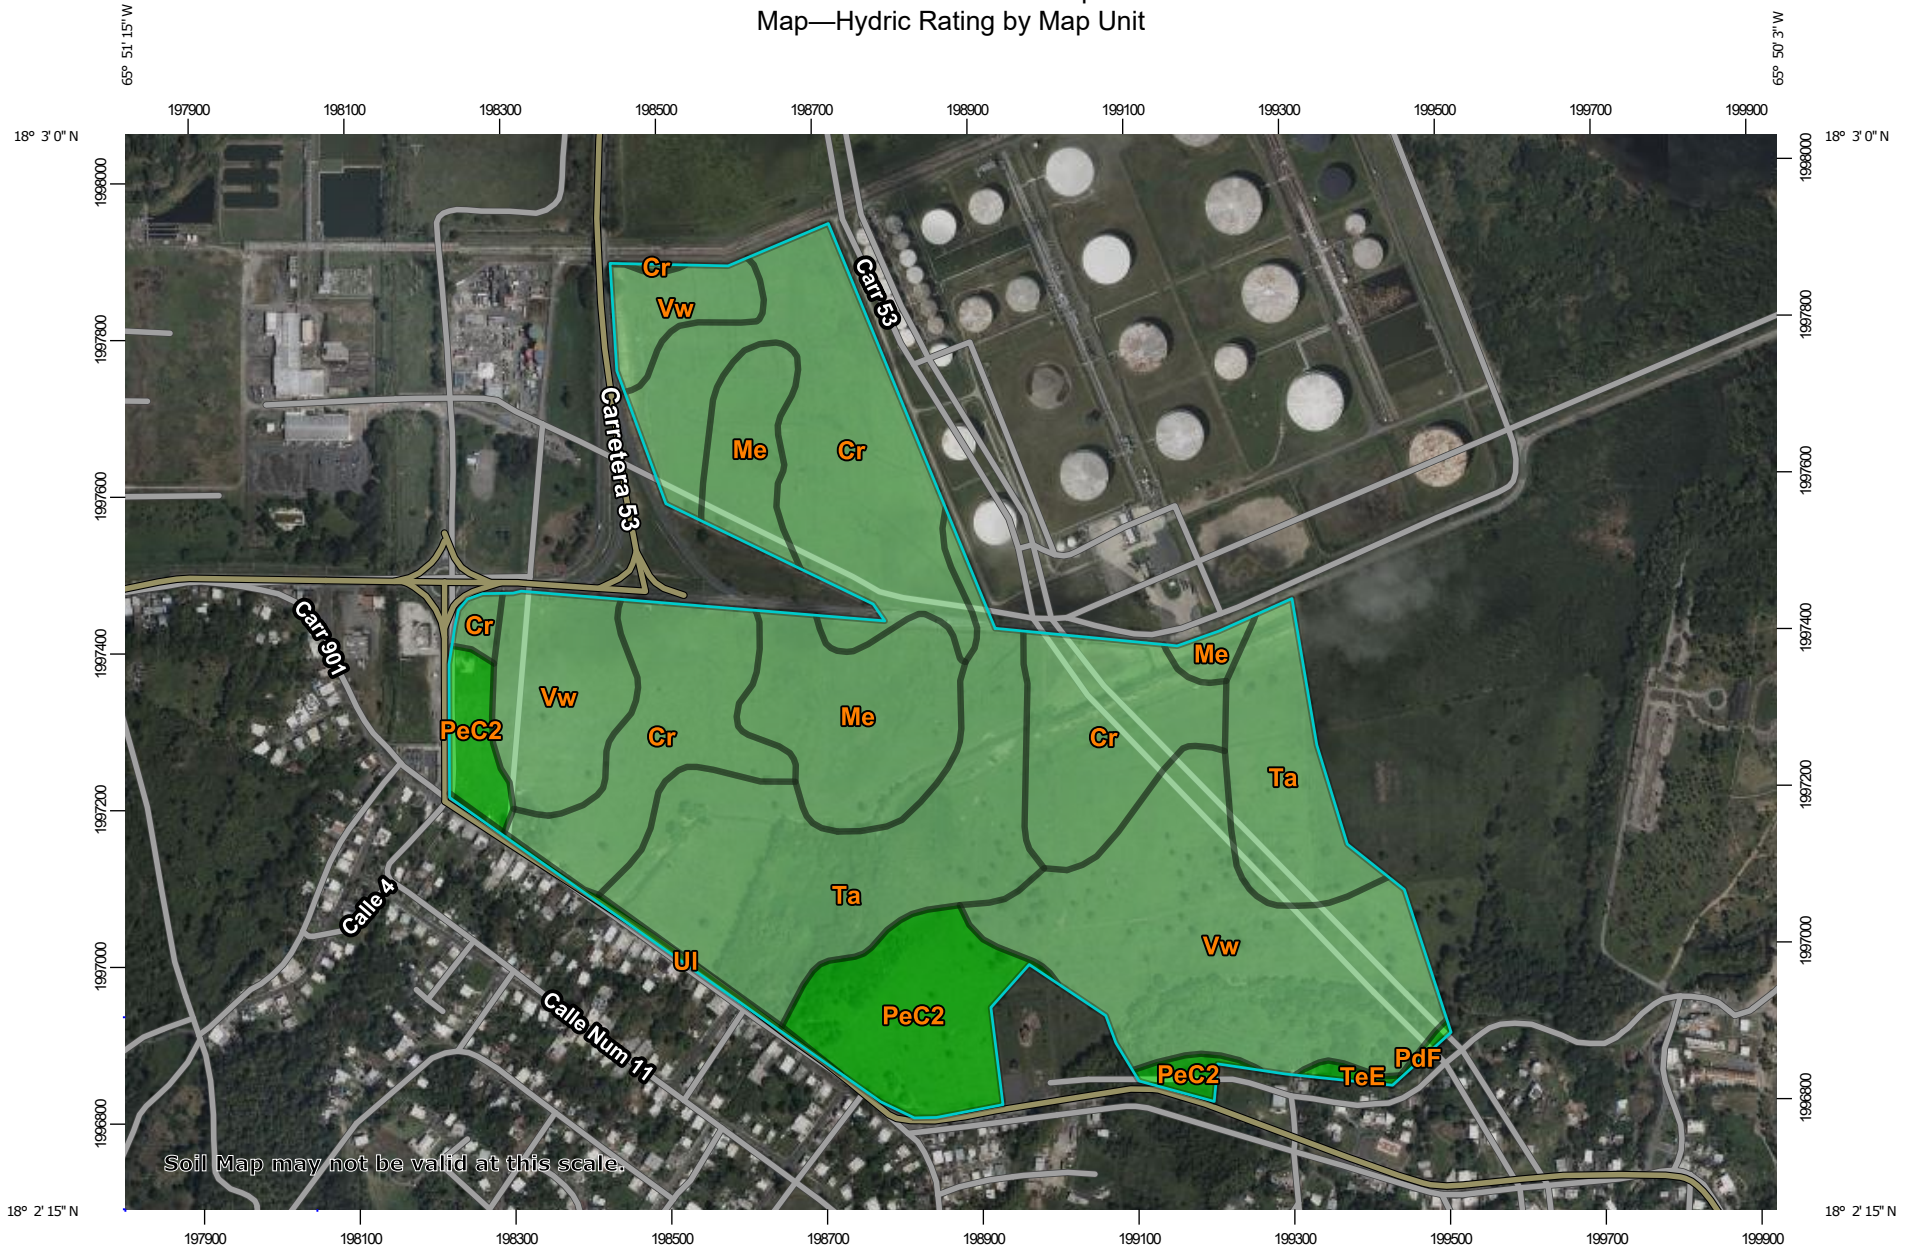 Map—Hydric Rating by Map Unit
65° 51' 15'' W
65° 50' 3'' W
197900 198100 198300 198500 198700 198900 199100 199300 199500 199700 199900
18° 3' 0'' N
18° 3' 0'' N
1998000
1998000
Cr
Vw
Carr 53
1997800
1997800
Carretera 53
Me
Cr
1997600
1997600
Carr 901
Cr
1997400
1997400
Me
Vw
Me
PeC2
Cr
Cr
Ta
1997200
1997200
Calle 4
Ta
Vw
UI
1997000
1997000
PeC2
Calle Num 11
PdF
PeC2
TeE
1996800
1996800
Soil Map may not be valid at this scale.
18° 2' 15'' N
18° 2' 15'' N
197900 198100 198300 198500 198700 198900 199100 199300 199500 199700 199900